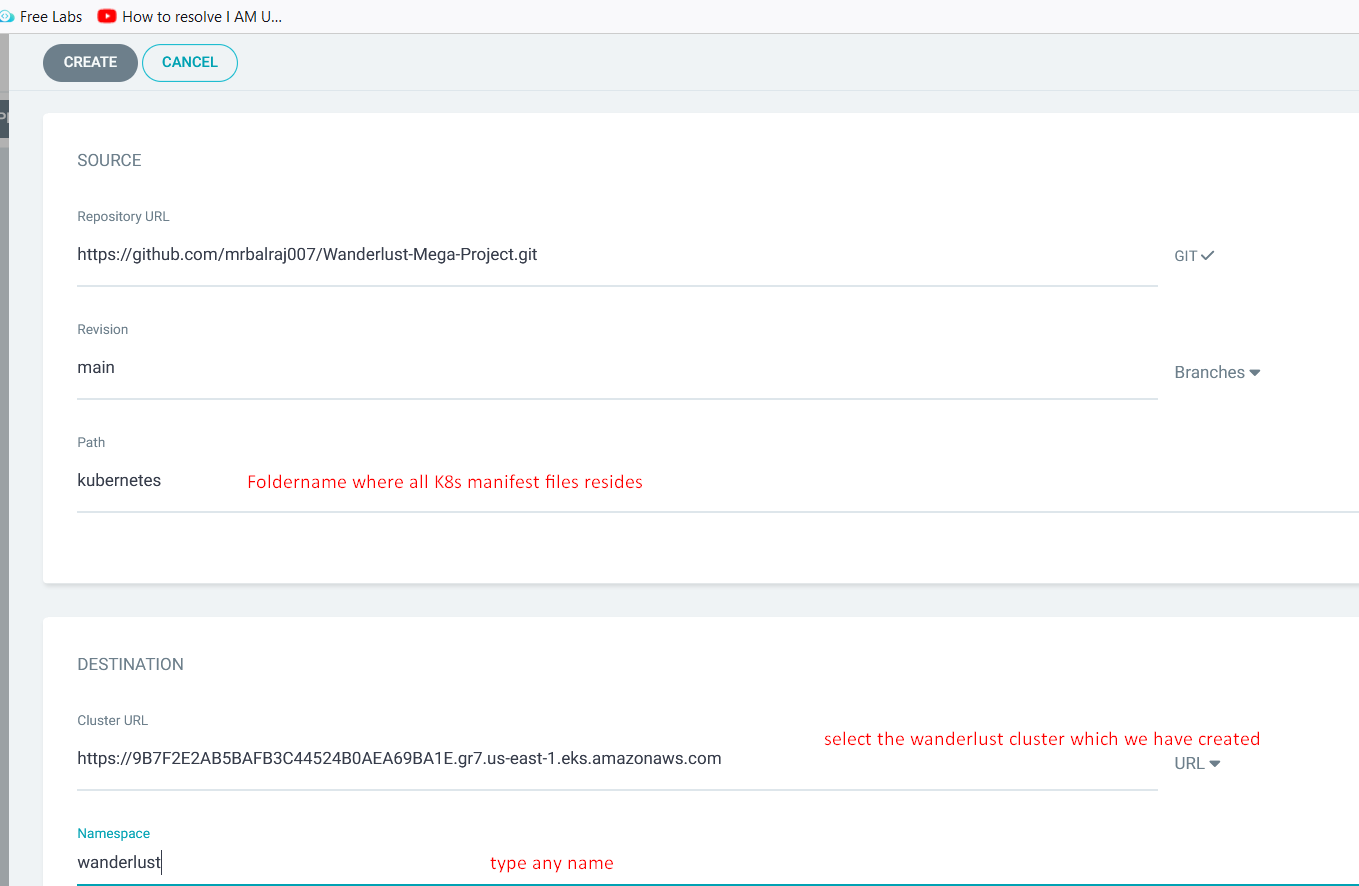 Free Labs How to resolve I AM U...
CREATE CANCEL
SOURCE
Repository URL
https://github.com/mrbalraj007/Wanderlust-Mega-Project.git GIT
Revision
main
Branches
Path
kubernetes Foldername where all K8s manifest files resides
DESTINATION
Cluster URL
select the wanderlust cluster which we have created
https://9B7F2E2AB5BAFB3C44524B0AEA69BA1E.gr7.us-east-1.eks.amazonaws.com URL
Namespace
wanderlust type any name